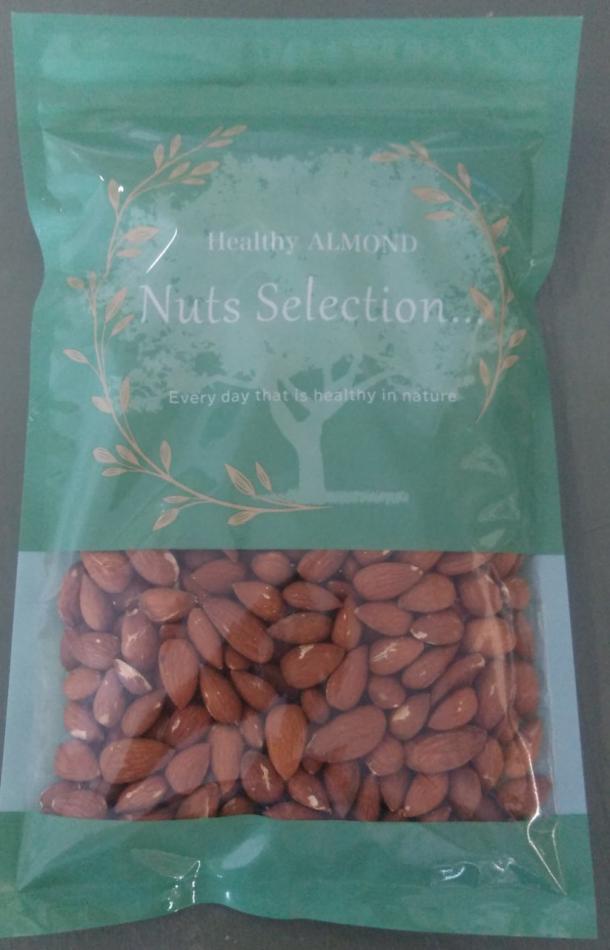 Healthy ALMOND
Nuts Selection...
Every day that is healthy in nature